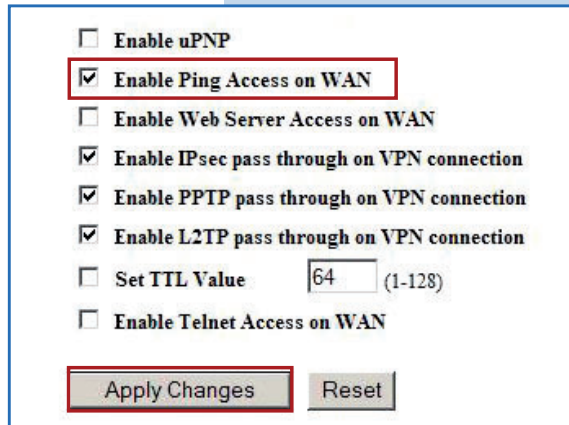 Enable uPNP
Enable Ping Access on WAN
Enable Web Server Access on WAN
Enable IPsec pass through on VPN connection
Enable PPTP pass through on VPN connection
Enable L2TP pass through on VPN connection
Set TTL Value 64 (1-128)
Enable Telnet Access on WAN
Apply Changes Reset